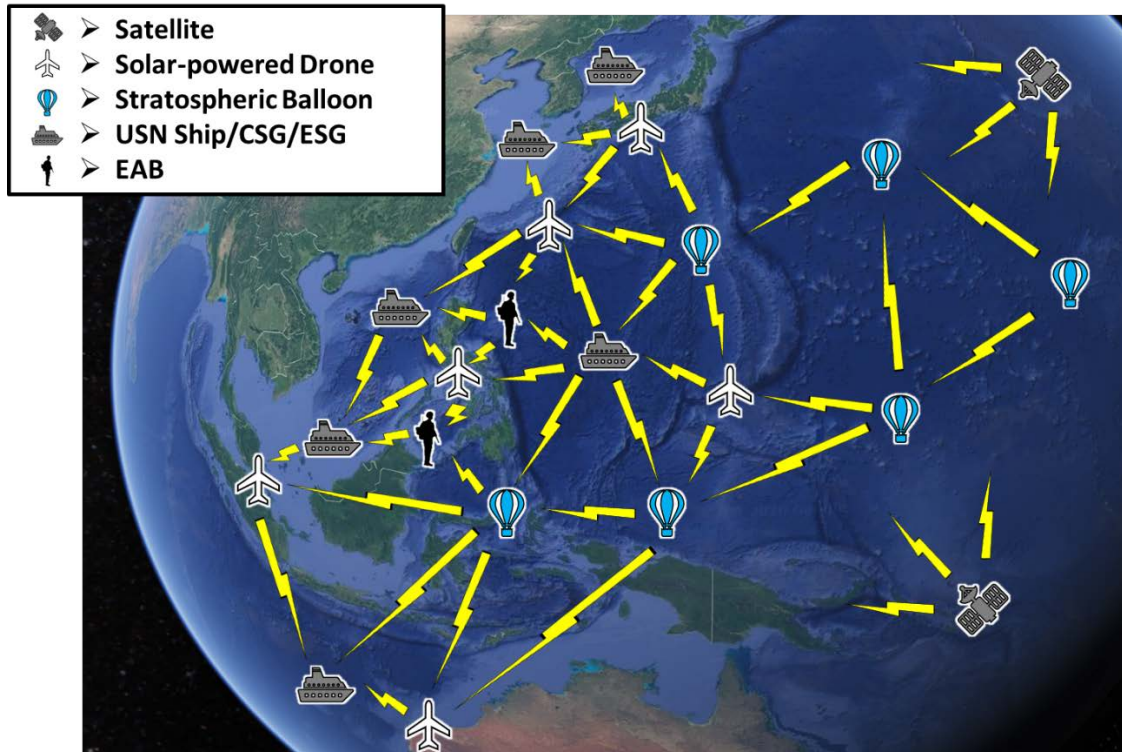 ➢ Satellite
➢ Solar-powered Drone
➢ Stratospheric Balloon
➢ USN Ship/CSG/ESG
➢ EAB